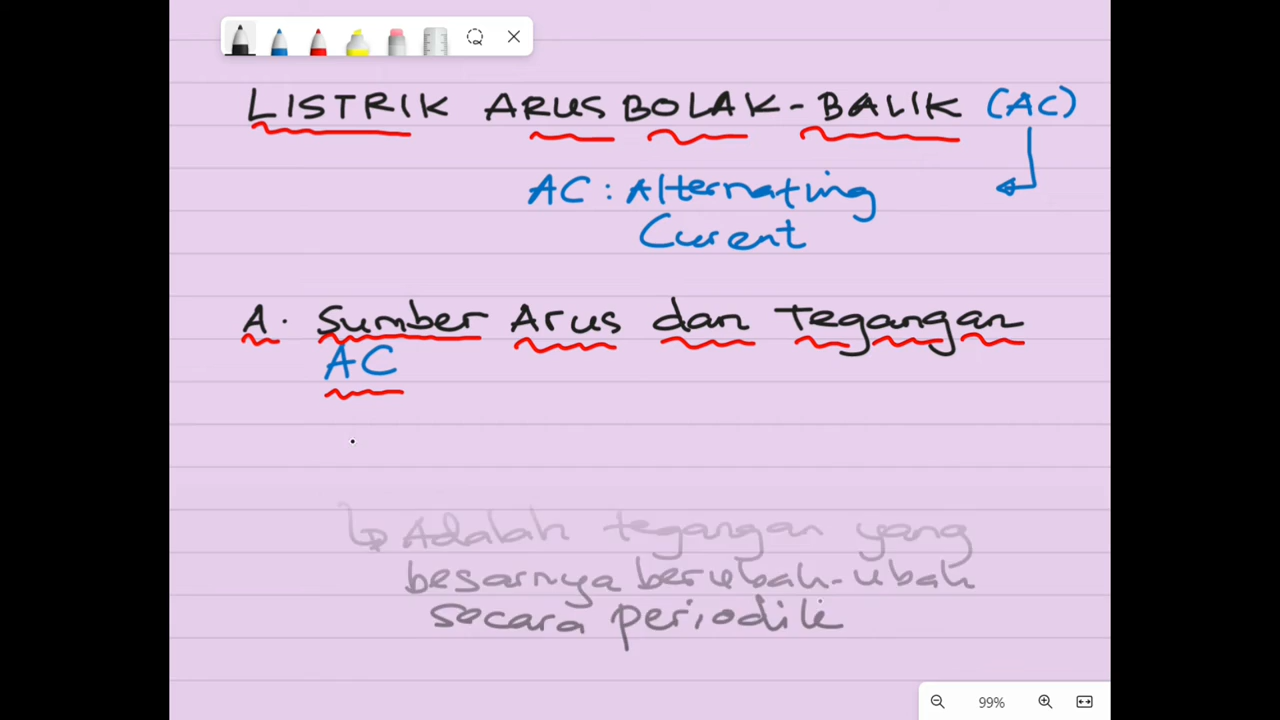 LISTRIK ARUS BOLAK-BALIK (AC)
AC : Alternating
Curent
A. Sumber Arus dan Tegangan
AC
↳ Adalah tegangan yang
besarnya berubah-ubah
secara periodik
99%